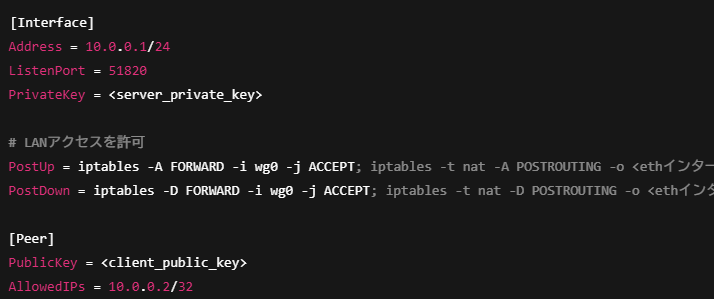 [Interface]
Address = 10.0.0.1/24
ListenPort = 51820
PrivateKey = <server_private_key>
# LANアクセスを許可
PostUp = iptables -A FORWARD -i wg0 -j ACCEPT; iptables -t nat -A POSTROUTING -o <ethインター
PostDown = iptables -D FORWARD -i wg0 -j ACCEPT; iptables -t nat -D POSTROUTING -o <ethイン
[Peer]
PublicKey = <client_public_key>
AllowedIPs = 10.0.0.2/32